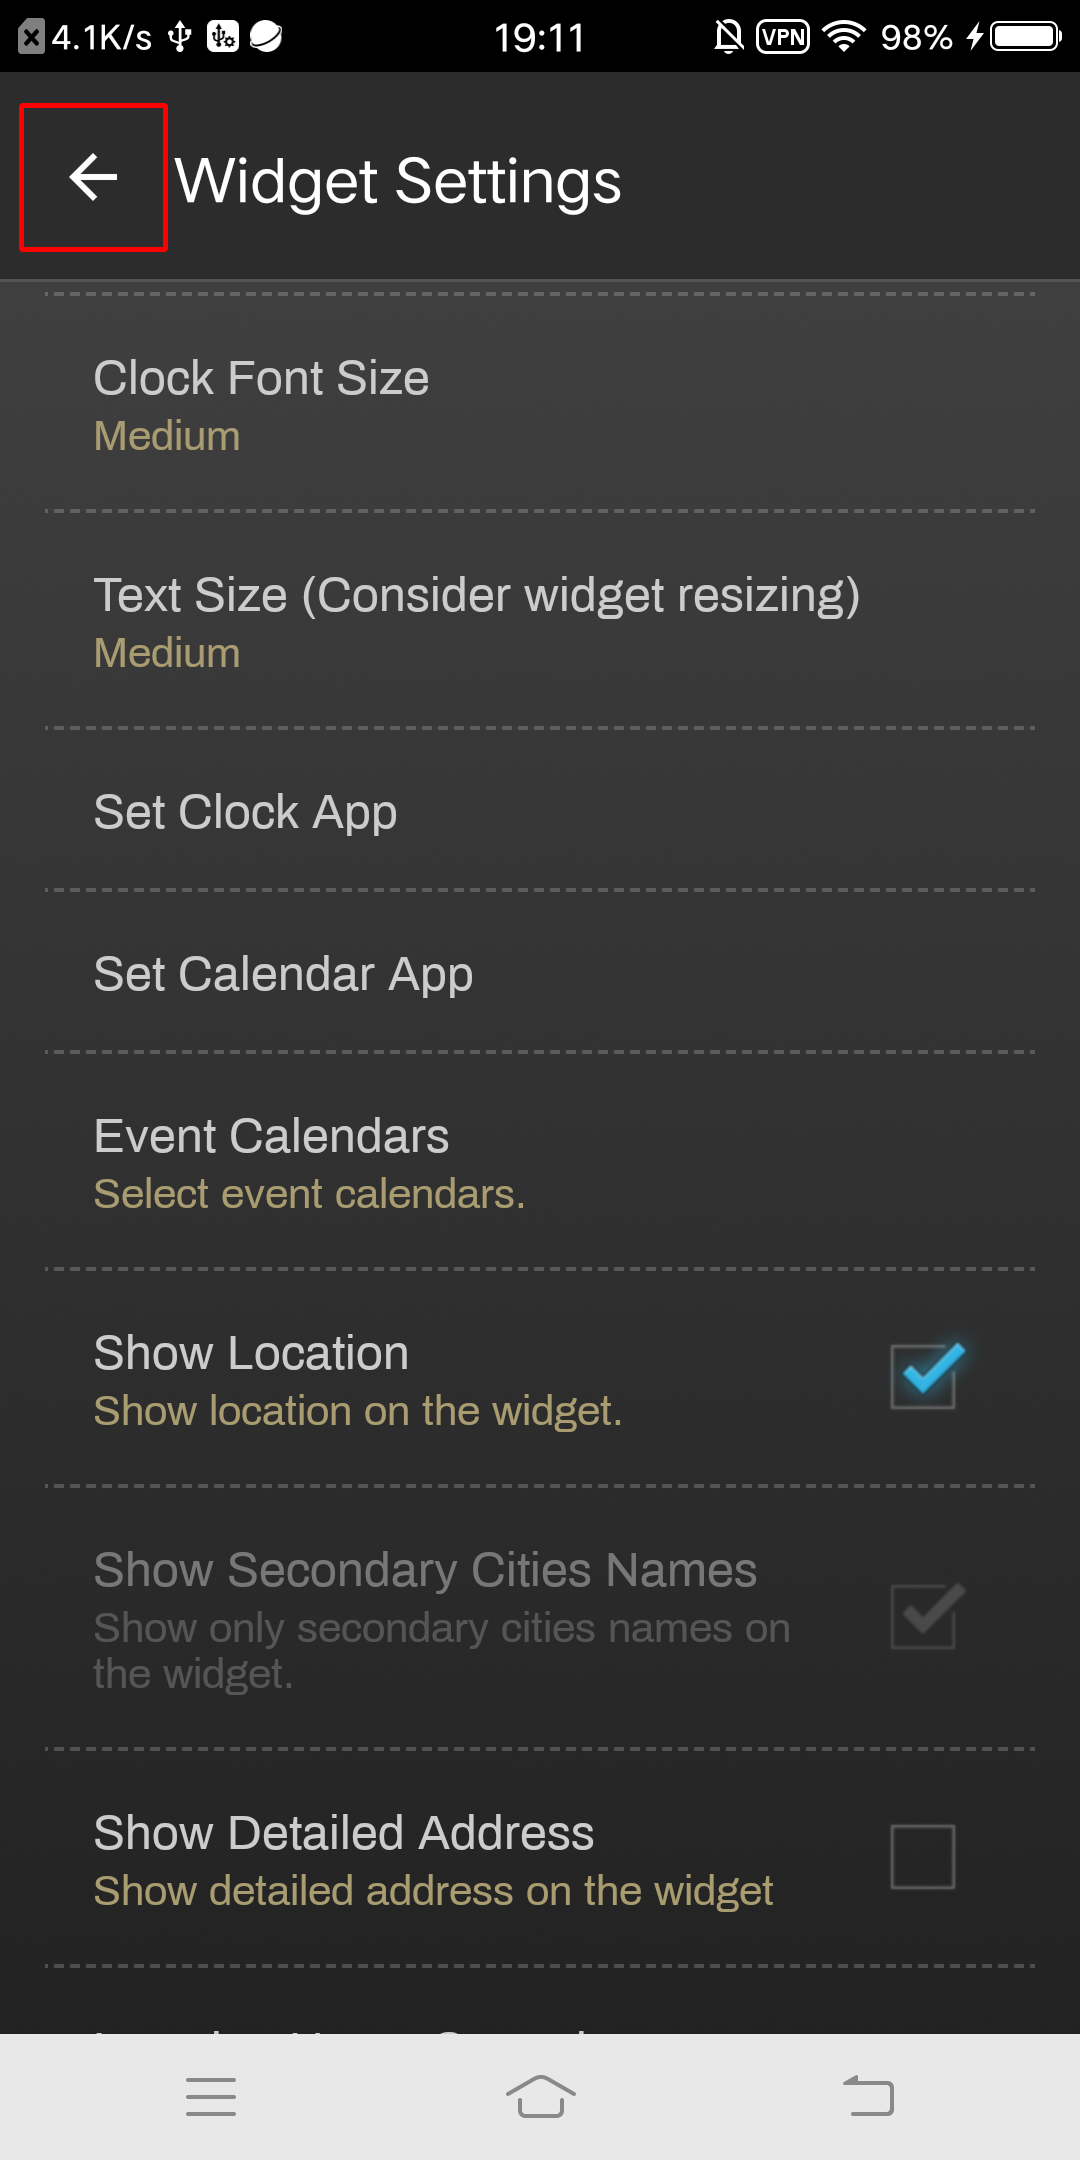 4.1K/s 19:11 VPN 98%
Widget Settings
Clock Font Size
Medium
Text Size (Consider widget resizing)
Medium
Set Clock App
Set Calendar App
Event Calendars
Select event calendars.
Show Location
Show location on the widget.
Show Secondary Cities Names
Show only secondary cities names on
the widget.
Show Detailed Address
Show detailed address on the widget